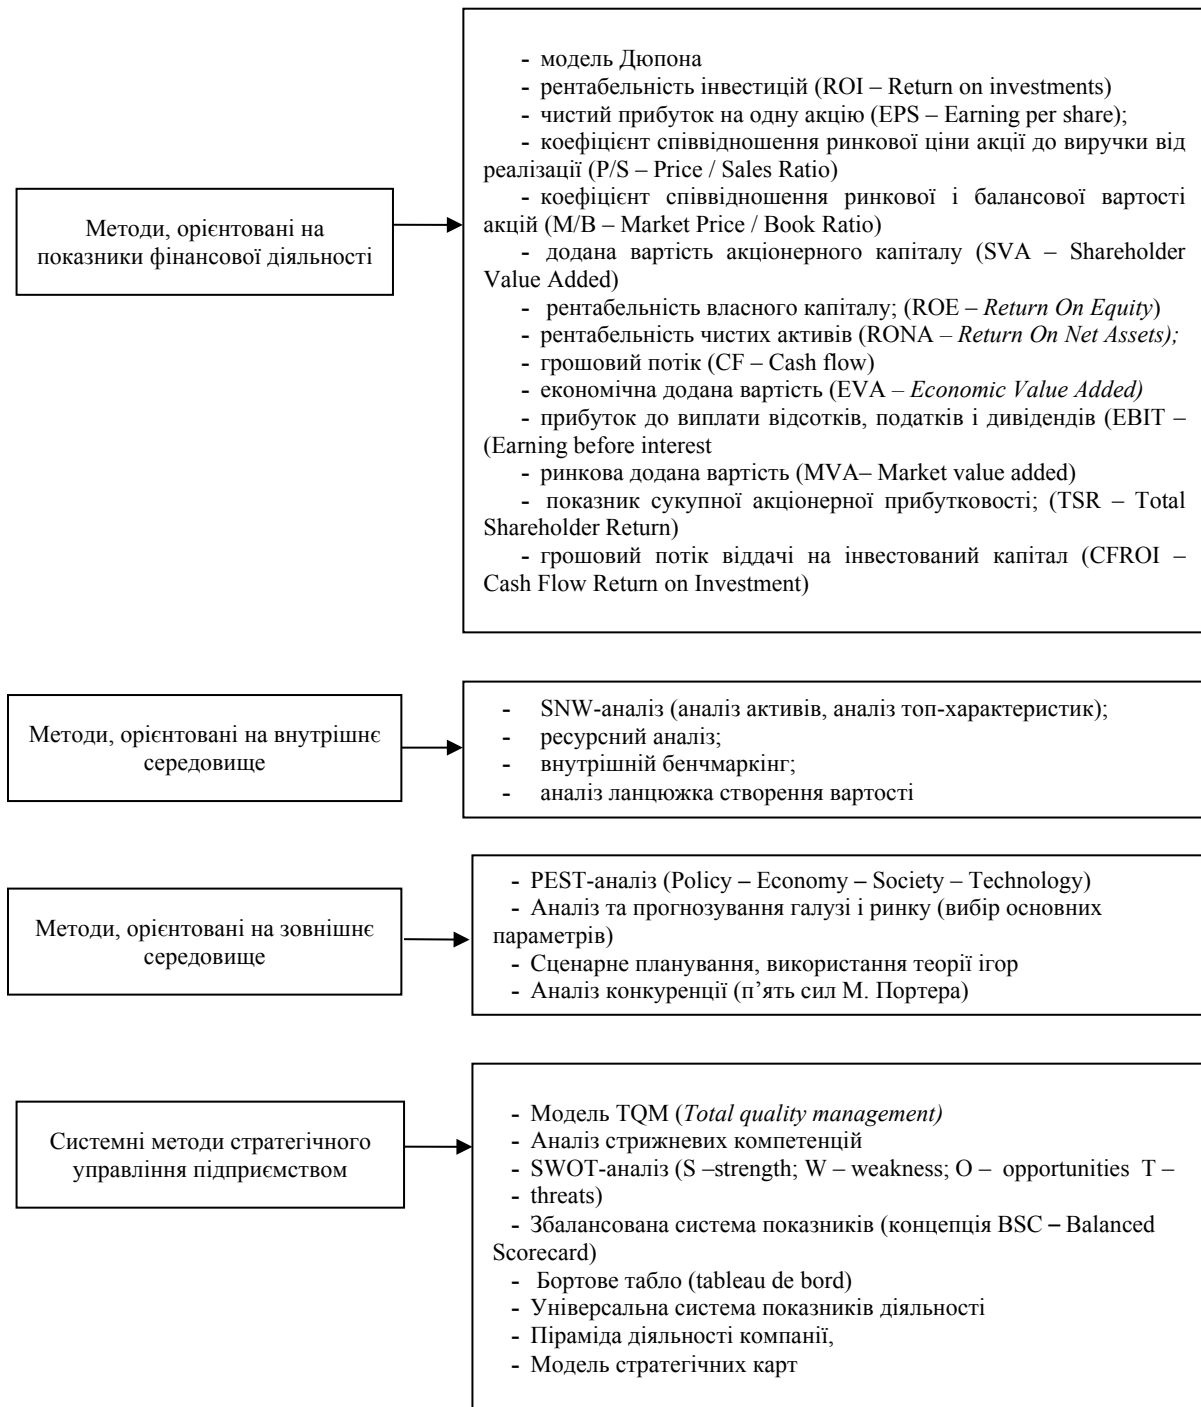 Методи, орієнтовані на
показники фінансової діяльності
- модель Дюпона
- рентабельність інвестицій (ROI – Return on investments)
- чистий прибуток на одну акцію (EPS – Earning per share);
- коефіцієнт співвідношення ринкової ціни акції до виручки від
реалізації (P/S – Price / Sales Ratio)
- коефіцієнт співвідношення ринкової і балансової вартості
акцій (M/B – Market Price / Book Ratio)
- додана вартість акціонерного капіталу (SVA – Shareholder
Value Added)
- рентабельність власного капіталу; (ROE – Return On Equity)
- рентабельність чистих активів (RONA – Return On Net Assets);
- грошовий потік (CF – Cash flow)
- економічна додана вартість (EVA – Economic Value Added)
- прибуток до виплати відсотків, податків і дивідендів (EBIT –
(Earning before interest
- ринкова додана вартість (MVA– Market value added)
- показник сукупної акціонерної прибутковості; (TSR – Total
Shareholder Return)
- грошовий потік віддачі на інвестований капітал (CFROI –
Cash Flow Return on Investment)
Методи, орієнтовані на внутрішнє
середовище
- SNW-аналіз (аналіз активів, аналіз топ-характеристик);
- ресурсний аналіз;
- внутрішній бенчмаркінг;
- аналіз ланцюжка створення вартості
Методи, орієнтовані на зовнішнє
середовище
- PEST-аналіз (Policy – Economy – Society – Technology)
- Аналіз та прогнозування галузі і ринку (вибір основних
параметрів)
- Сценарне планування, використання теорії ігор
- Аналіз конкуренції (п’ять сил М. Портера)
Системні методи стратегічного
управління підприємством
- Модель TQM (Total quality management)
- Аналіз стрижневих компетенцій
- SWOT-аналіз (S –strength; W – weakness; O – opportunities T –
- threats)
- Збалансована система показників (концепція BSC – Balanced
Scorecard)
- Бортове табло (tableau de bord)
- Універсальна система показників діяльності
- Піраміда діяльності компанії,
- Модель стратегічних карт